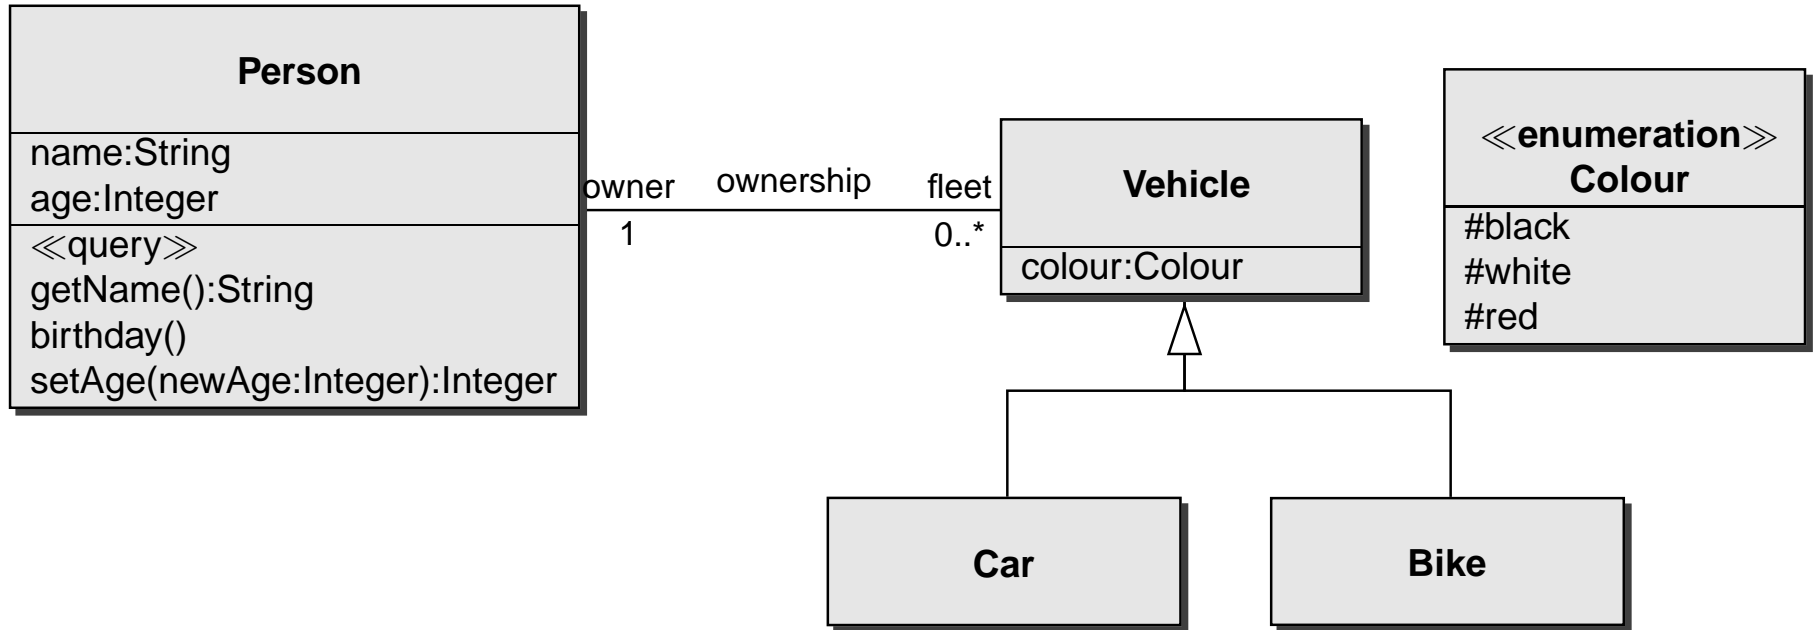 Person
name:String
age:Integer
≪query≫
getName():String
birthday()
setAge(newAge:Integer):Integer
owner
ownership
fleet
1
0..*
Vehicle
colour:Colour
≪enumeration≫
Colour
#black
#white
#red
Car
Bike